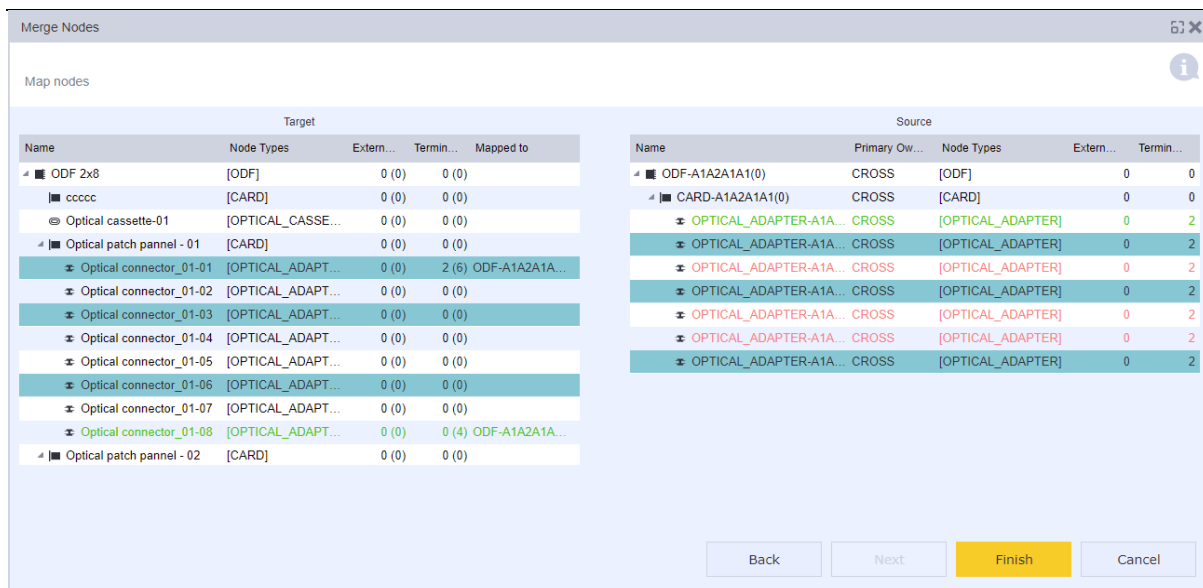 Merge Nodes
Map nodes
Target
Name Node Types Extern... Termin... Mapped to
ODF 2x8 [ODF] 0 (0) 0 (0)
ccccc [CARD] 0 (0) 0 (0)
Optical cassette-01 [OPTICAL_CASSE... 0 (0) 0 (0)
Optical patch pannel - 01 [CARD] 0 (0) 0 (0)
Optical connector_01-01 [OPTICAL_ADAPT... 0 (0) 2 (6) ODF-A1A2A1A...
Optical connector_01-02 [OPTICAL_ADAPT... 0 (0) 0 (0)
Optical connector_01-03 [OPTICAL_ADAPT... 0 (0) 0 (0)
Optical connector_01-04 [OPTICAL_ADAPT... 0 (0) 0 (0)
Optical connector_01-05 [OPTICAL_ADAPT... 0 (0) 0 (0)
Optical connector_01-06 [OPTICAL_ADAPT... 0 (0) 0 (0)
Optical connector_01-07 [OPTICAL_ADAPT... 0 (0) 0 (0)
Optical connector_01-08 [OPTICAL_ADAPT... 0 (0) 0 (4) ODF-A1A2A1A...
Optical patch pannel - 02 [CARD] 0 (0) 0 (0)
Source
Name Primary Ow... Node Types Extern... Termin...
ODF-A1A2A1A1(0) CROSS [ODF] 0 0
CARD-A1A2A1A1(0) CROSS [CARD] 0 0
OPTICAL_ADAPTER-A1A... CROSS [OPTICAL_ADAPTER] 0 2
OPTICAL_ADAPTER-A1A... CROSS [OPTICAL_ADAPTER] 0 2
OPTICAL_ADAPTER-A1A... CROSS [OPTICAL_ADAPTER] 0 2
OPTICAL_ADAPTER-A1A... CROSS [OPTICAL_ADAPTER] 0 2
OPTICAL_ADAPTER-A1A... CROSS [OPTICAL_ADAPTER] 0 2
OPTICAL_ADAPTER-A1A... CROSS [OPTICAL_ADAPTER] 0 2
OPTICAL_ADAPTER-A1A... CROSS [OPTICAL_ADAPTER] 0 2
Back Next Finish Cancel